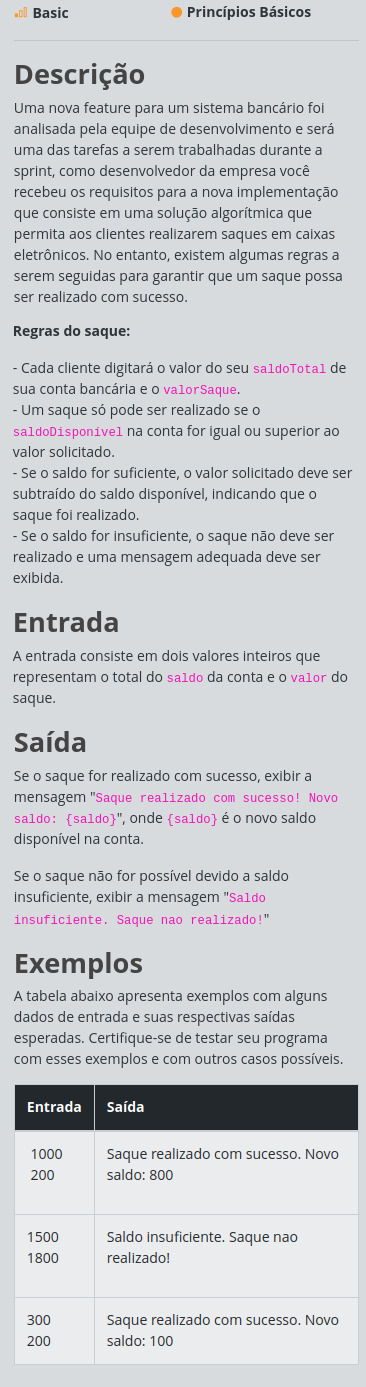 Basic
Princípios Básicos
Descrição
Uma nova feature para um sistema bancário foi
analisada pela equipe de desenvolvimento e será
uma das tarefas a serem trabalhadas durante a
sprint, como desenvolvedor da empresa você
recebeu os requisitos para a nova implementação
que consiste em uma solução algorítmica que
permita aos clientes realizarem saques em caixas
eletrônicos. No entanto, existem algumas regras a
serem seguidas para garantir que um saque possa
ser realizado com sucesso.
Regras do saque:
- Cada cliente digitará o valor do seu saldoTotal de
sua conta bancária e o valorSaque.
- Um saque só pode ser realizado se o
saldoDisponivel na conta for igual ou superior ao
valor solicitado.
- Se o saldo for suficiente, o valor solicitado deve ser
subtraído do saldo disponível, indicando que o
saque foi realizado.
- Se o saldo for insuficiente, o saque não deve ser
realizado e uma mensagem adequada deve ser
exibida.
Entrada
A entrada consiste em dois valores inteiros que
representam o total do saldo da conta e o valor do
saque.
Saída
Se o saque for realizado com sucesso, exibir a
mensagem "Saque realizado com sucesso! Novo
saldo: {saldo}", onde {saldo} é o novo saldo
disponível na conta.
Se o saque não for possível devido a saldo
insuficiente, exibir a mensagem "Saldo
insuficiente. Saque nao realizado!"
Exemplos
A tabela abaixo apresenta exemplos com alguns
dados de entrada e suas respectivas saídas
esperadas. Certifique-se de testar seu programa
com esses exemplos e com outros casos possíveis.
Entrada Saída
1000 Saque realizado com sucesso. Novo
200 saldo: 800
1500 Saldo insuficiente. Saque nao
1800 realizado!
300 Saque realizado com sucesso. Novo
200 saldo: 100